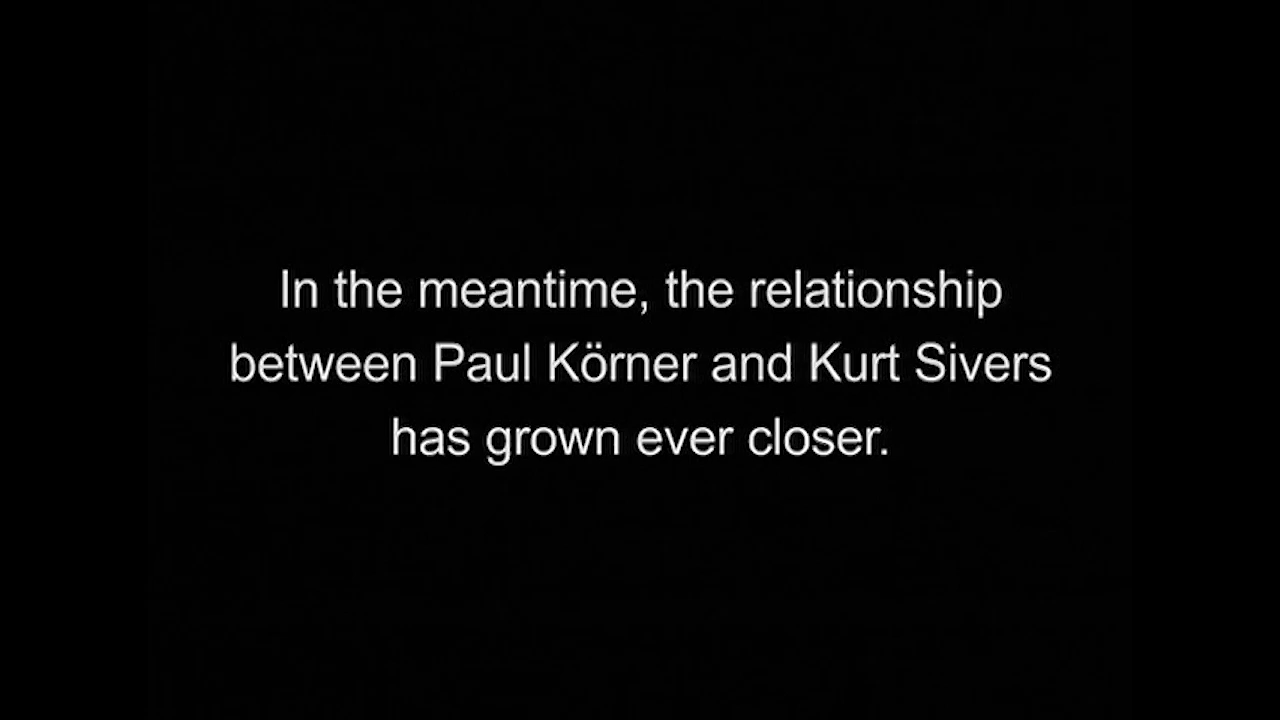 In the meantime, the relationship
between Paul Körner and Kurt Sivers
has grown ever closer.